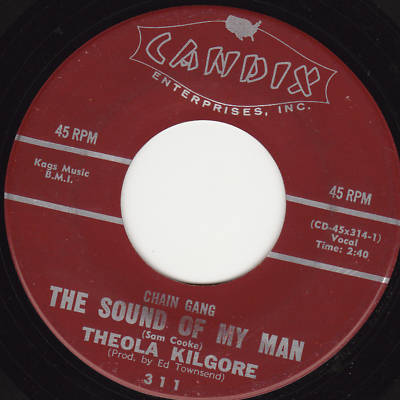 CANDIX
ENTERPRISES, INC.
45 RPM
Kags Music
B.M.I.
45 RPM
(CD-45x314-1)
Vocal
Time: 2:40
CHAIN GANG
THE SOUND OF MY MAN
(Sam Cooke)
THEOLA KILGORE
(Prod. by Ed Townsend)
311